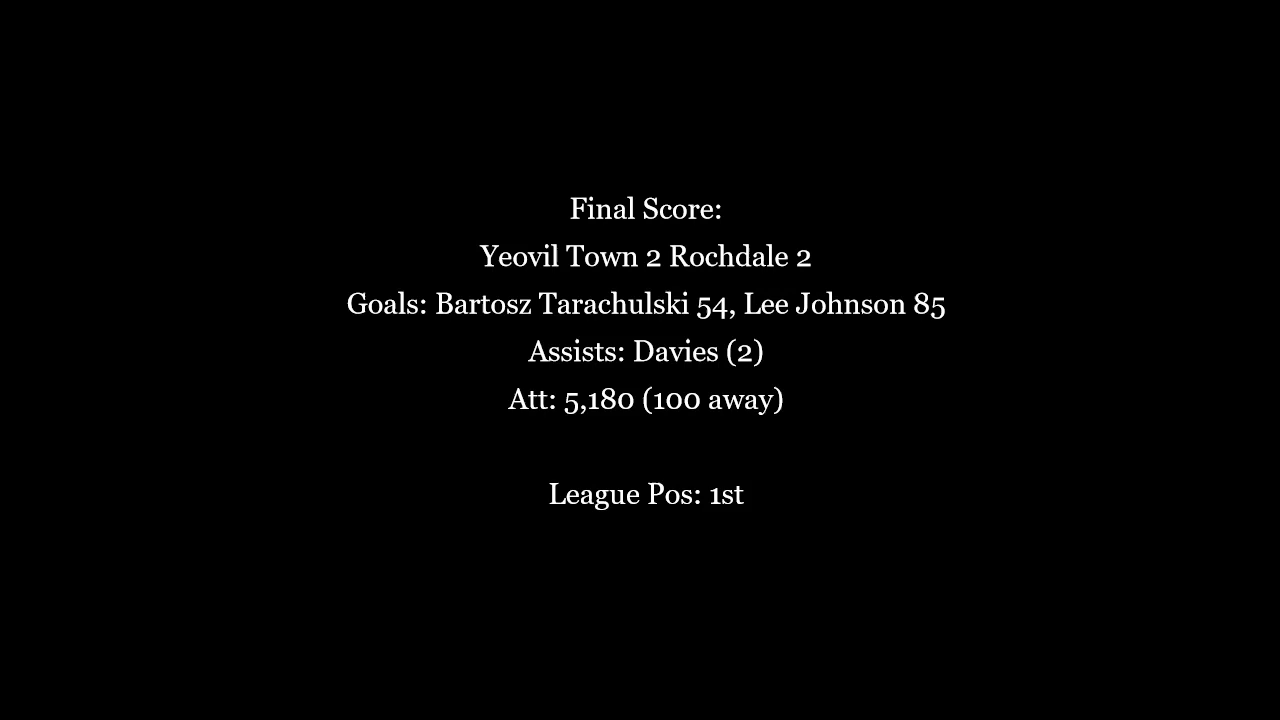 Final Score:
Yeovil Town 2 Rochdale 2
Goals: Bartosz Tarachulski 54, Lee Johnson 85
Assists: Davies (2)
Att: 5,180 (100 away)
League Pos: 1st